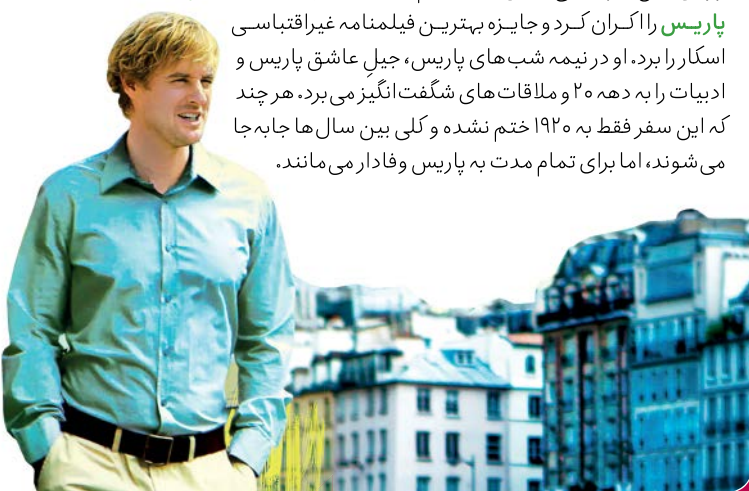 پاریس را اکران کرد و جایزه بهترین فیلمنامه غیراقتباسی
اسکار را برد. او در نیمه شب‌های پاریس، جیلِ عاشق پاریس و
ادبیات را به دهه ۲۰ و ملاقات‌های شگفت‌انگیز می‌برد. هر چند
که این سفر فقط به ۱۹۲۰ ختم نشده و کلی بین سال‌ها جابه‌جا
می‌شوند، اما برای تمام مدت به پاریس وفادار می‌مانند.